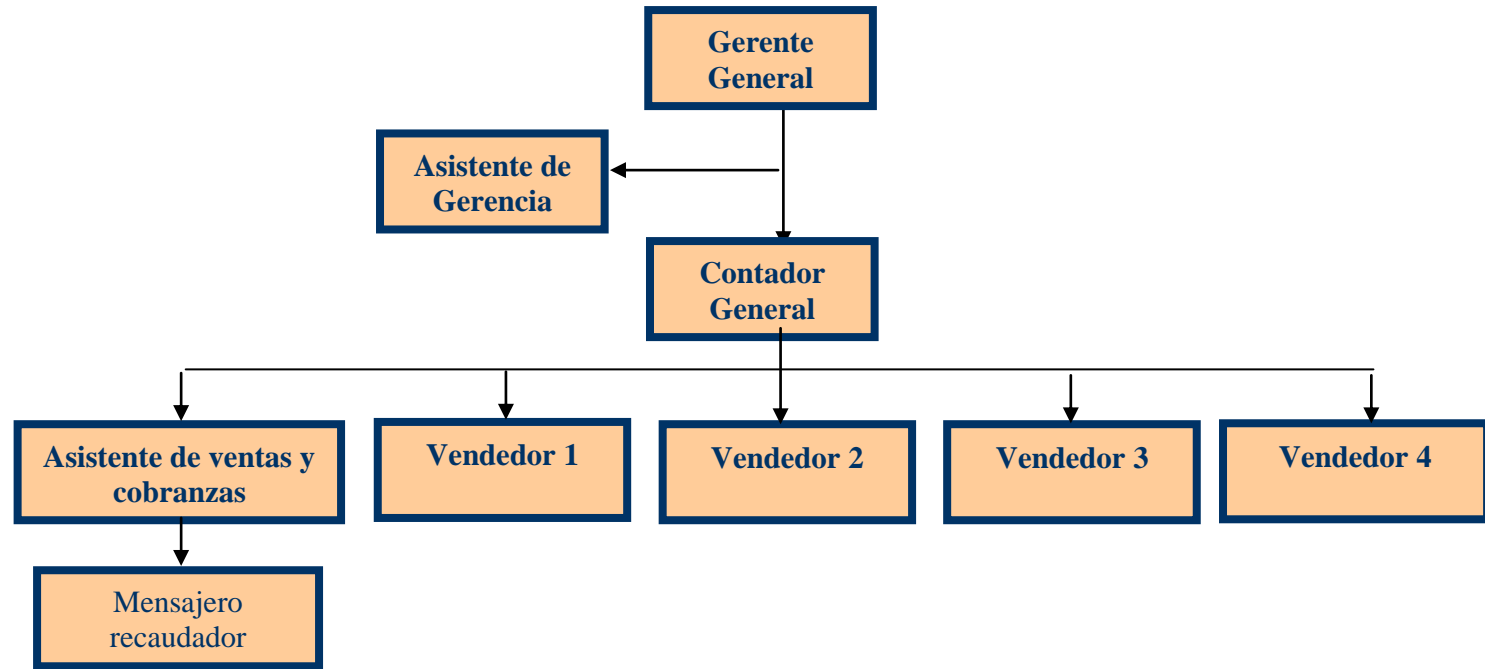 Gerente
General
Asistente de
Gerencia
Contador
General
Asistente de ventas y
cobranzas
Vendedor 1
Vendedor 2
Vendedor 3
Vendedor 4
Mensajero
recaudador